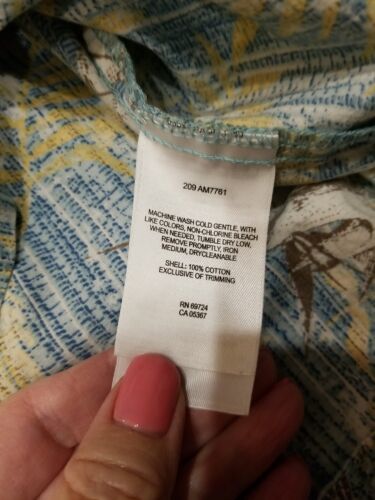 209 AM7761
MACHINE WASH COLD GENTLE, WITH
LIKE COLORS, NON-CHLORINE BLEACH
WHEN NEEDED, TUMBLE DRY LOW,
REMOVE PROMPTLY, IRON
MEDIUM, DRYCLEANABLE
SHELL: 100% COTTON
EXCLUSIVE OF TRIMMING
RN 69724
CA 05367